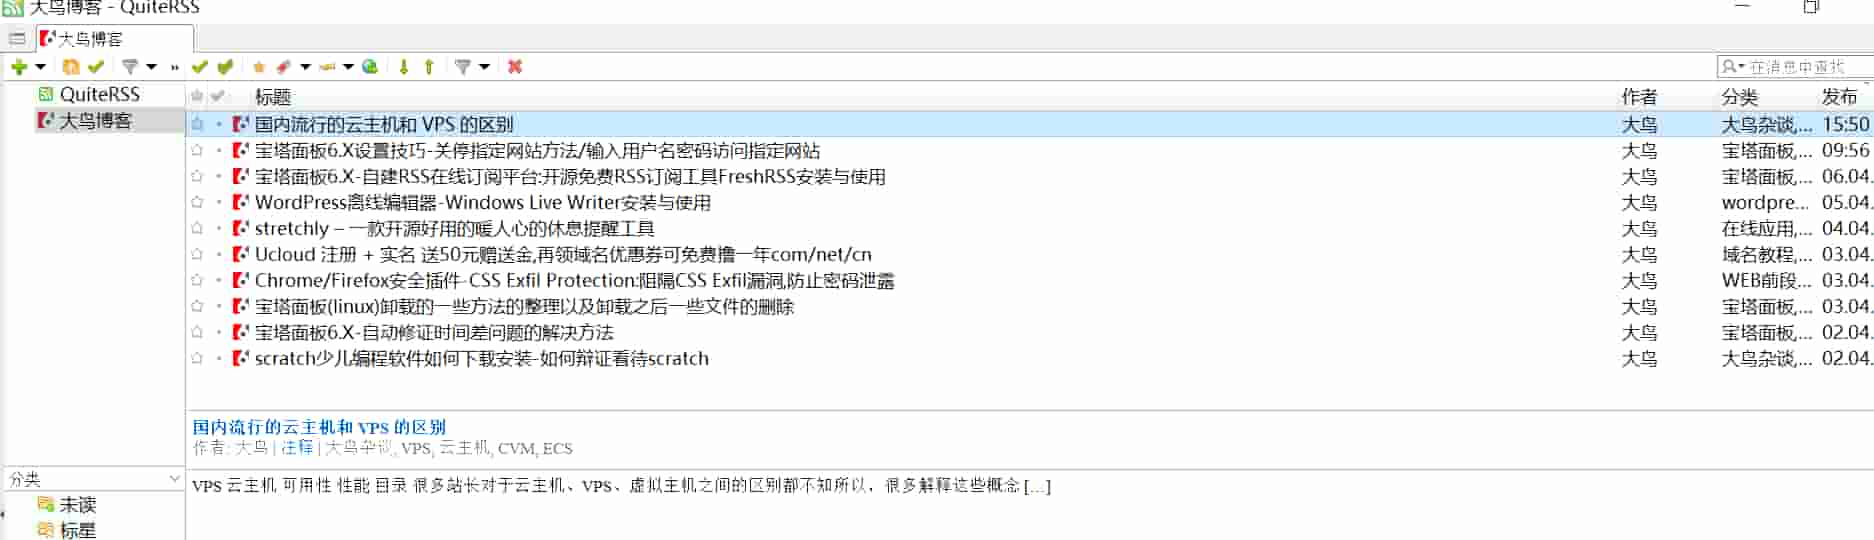 大鸟博客 - QuiteRSS
大鸟博客
在消息中查找
QuiteRSS
大鸟博客
标题 作者 分类 发布
国内流行的云主机和 VPS 的区别 大鸟 大鸟杂谈,... 15:50
宝塔面板6.X设置技巧-关停指定网站方法/输入用户名密码访问指定网站 大鸟 宝塔面板,... 09:56
宝塔面板6.X-自建RSS在线订阅平台:开源免费RSS订阅工具FreshRSS安装与使用 大鸟 宝塔面板,... 06.04.
WordPress离线编辑器-Windows Live Writer安装与使用 大鸟 wordpre... 05.04.
stretchly – 一款开源好用的暖人心的休息提醒工具 大鸟 在线应用,... 04.04.
Ucloud 注册 + 实名 送50元赠送金,再领域名优惠券可免费撸一年com/net/cn 大鸟 域名教程,... 03.04.
Chrome/Firefox安全插件-CSS Exfil Protection:阻隔CSS Exfil漏洞,防止密码泄露 大鸟 WEB前段... 03.04.
宝塔面板(linux)卸载的一些方法的整理以及卸载之后一些文件的删除 大鸟 宝塔面板,... 03.04.
宝塔面板6.X-自动修证时间差问题的解决方法 大鸟 宝塔面板,... 02.04.
scratch少儿编程软件如何下载安装-如何辩证看待scratch 大鸟 大鸟杂谈,... 02.04.
国内流行的云主机和 VPS 的区别
作者: 大鸟 | 注释 | 大鸟杂谈, VPS, 云主机, CVM, ECS
VPS 云主机 可用性 性能 目录 很多站长对于云主机、VPS、虚拟主机之间的区别都不知所以，很多解释这些概念 [...]
分类
未读
标星